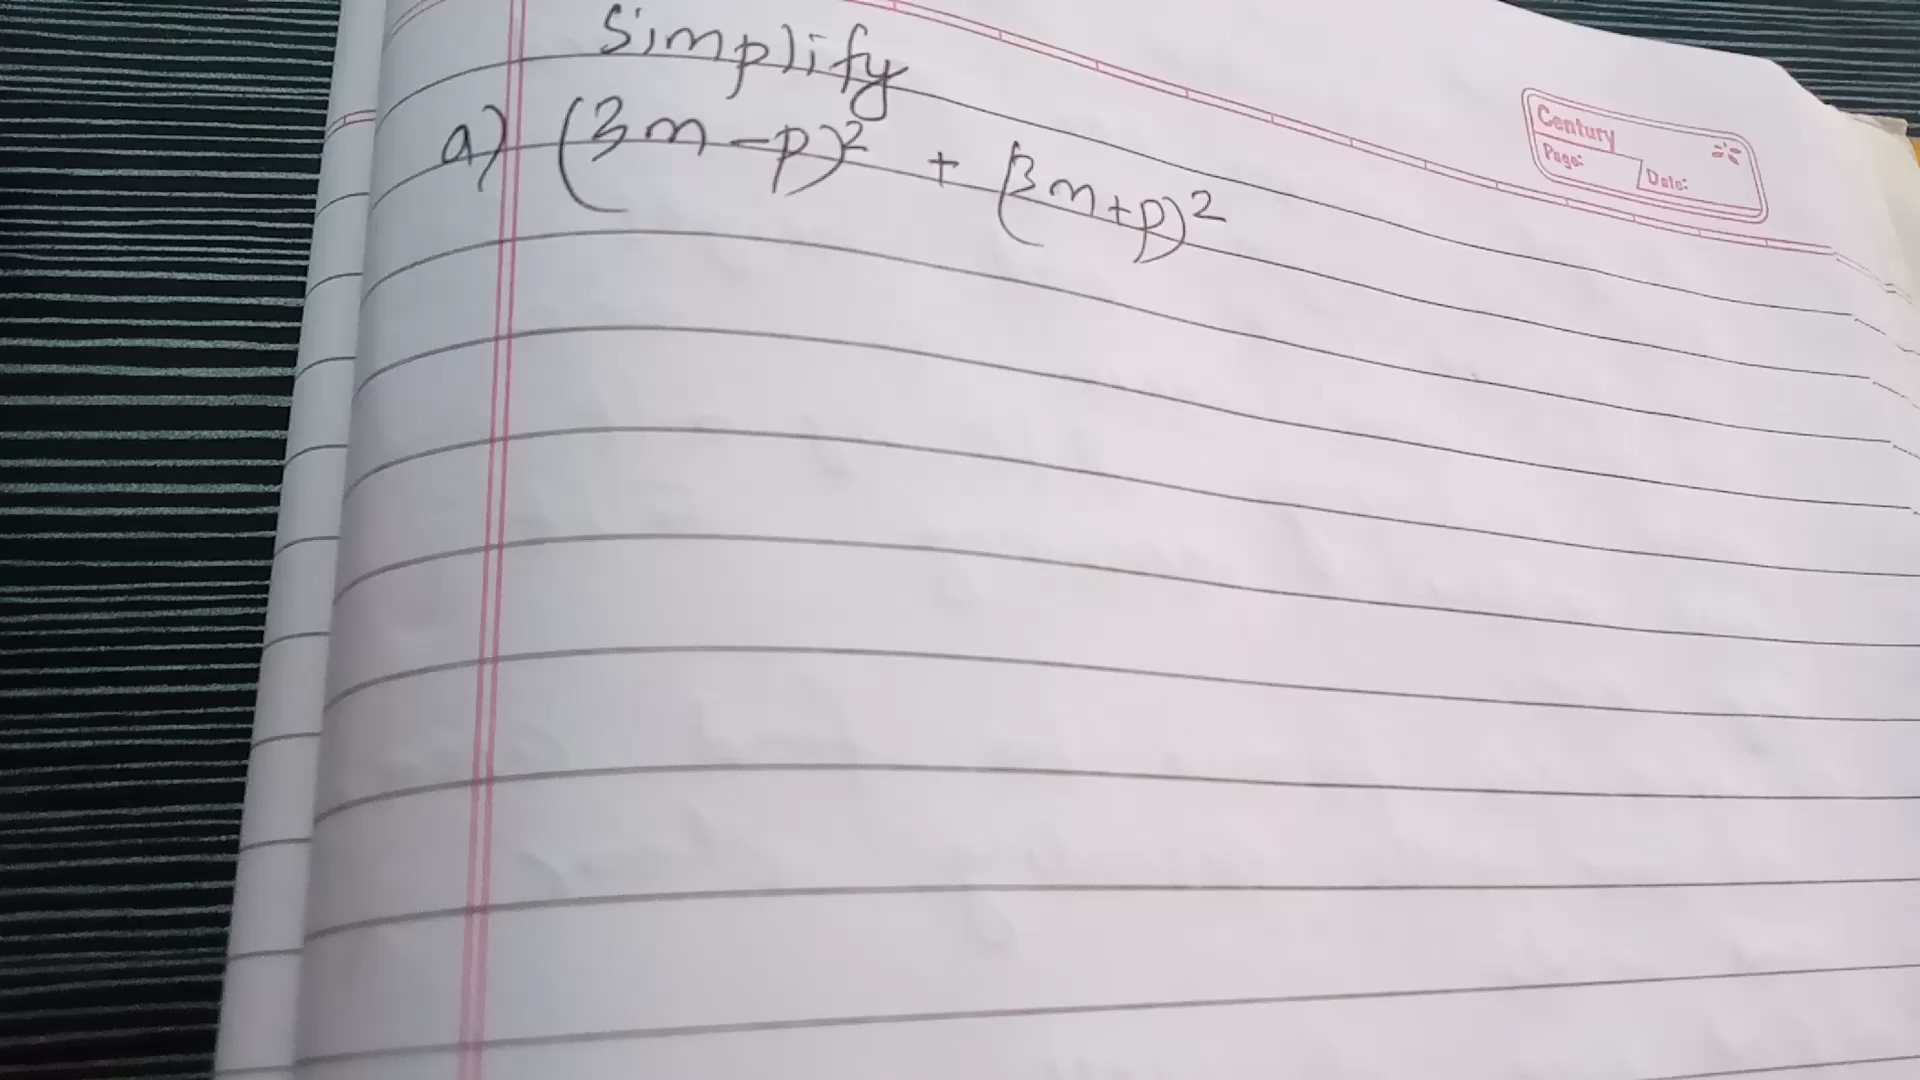 Simplify
a) (3m-p)² + (3m+p)²
Century
Page:
Date: